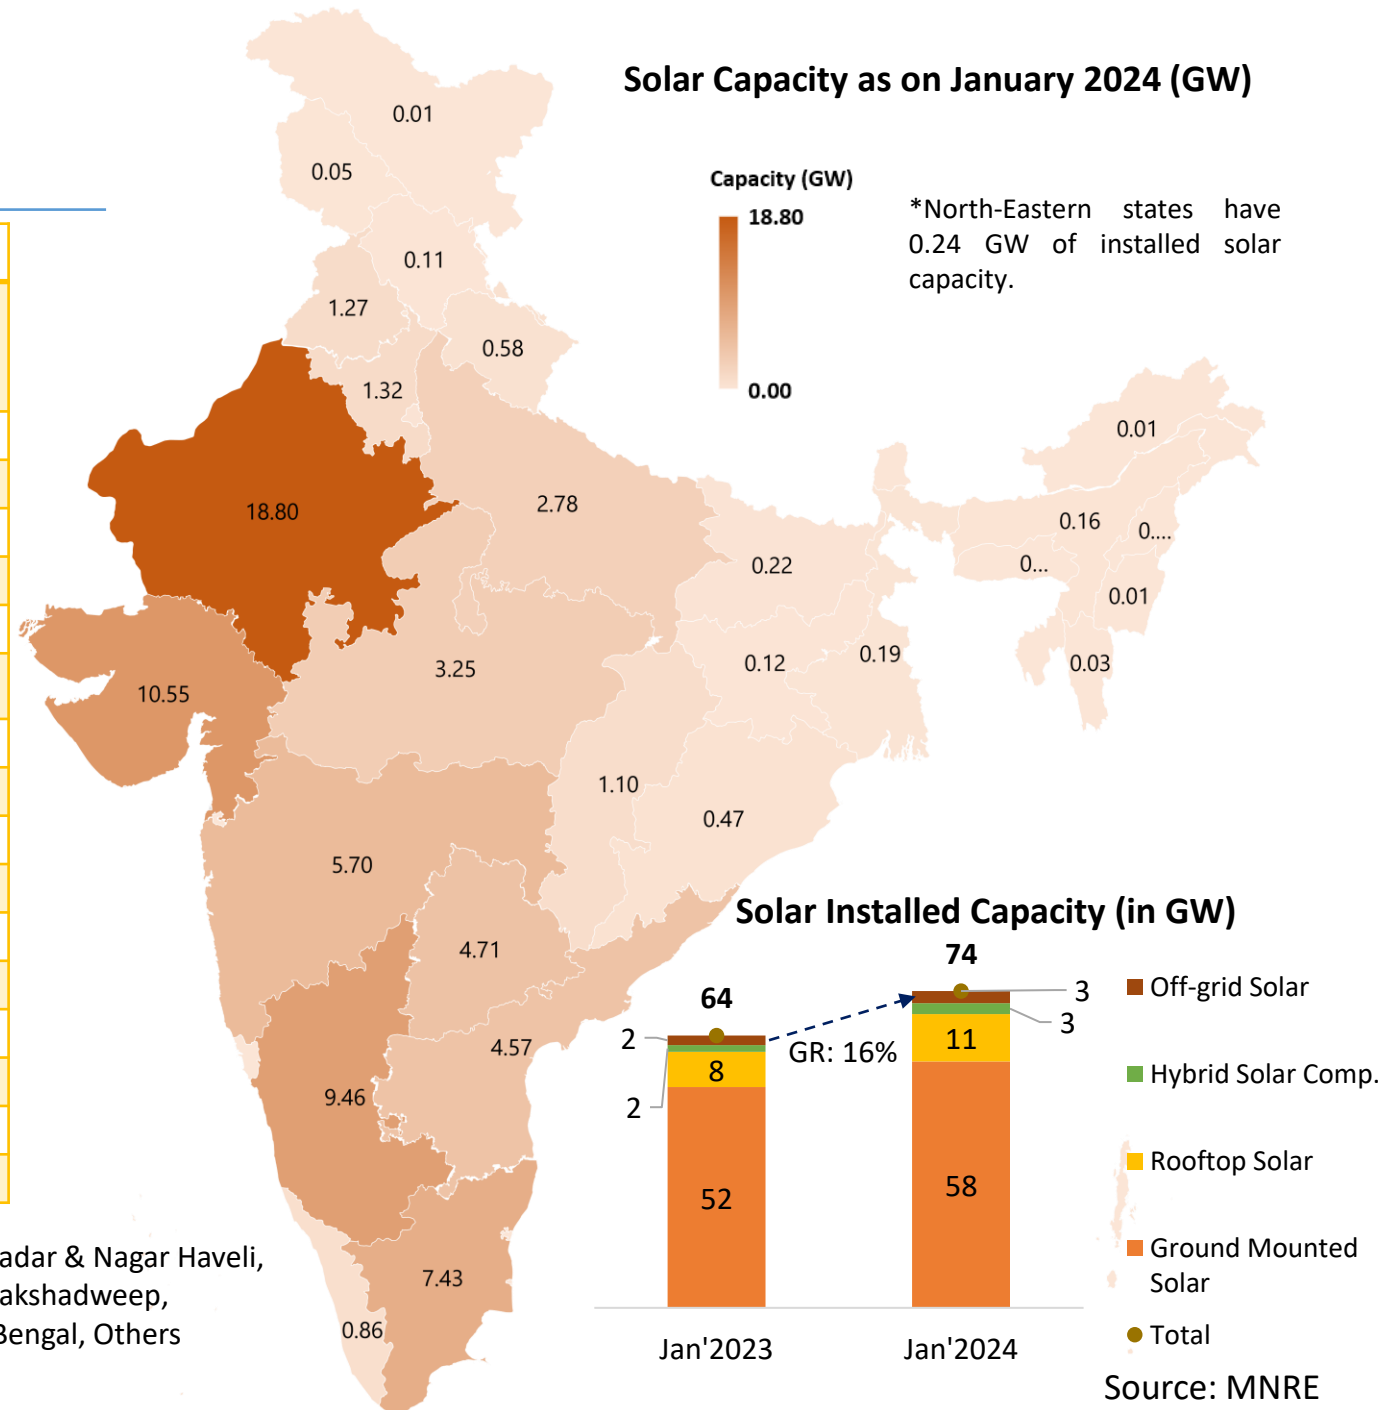 Solar Capacity as on January 2024 (GW)
Capacity (GW)
18.80
0.00
*North-Eastern states have
0.24 GW of installed solar
capacity.
0.01
0.05
0.11
1.27
0.58
1.32
18.80
2.78
0.01
0.16
0....
0...
0.01
0.03
0.22
0.12
0.19
3.25
10.55
1.10
0.47
5.70
4.71
4.57
9.46
7.43
0.86
Solar Installed Capacity (in GW)
64
74
2
2
8
52
GR: 16%
3
3
11
58
Jan'2023
Jan'2024
Off-grid Solar
Hybrid Solar Comp.
Rooftop Solar
Ground Mounted
Solar
Total
Source: MNRE
adar & Nagar Haveli,
akshadweep,
Bengal, Others